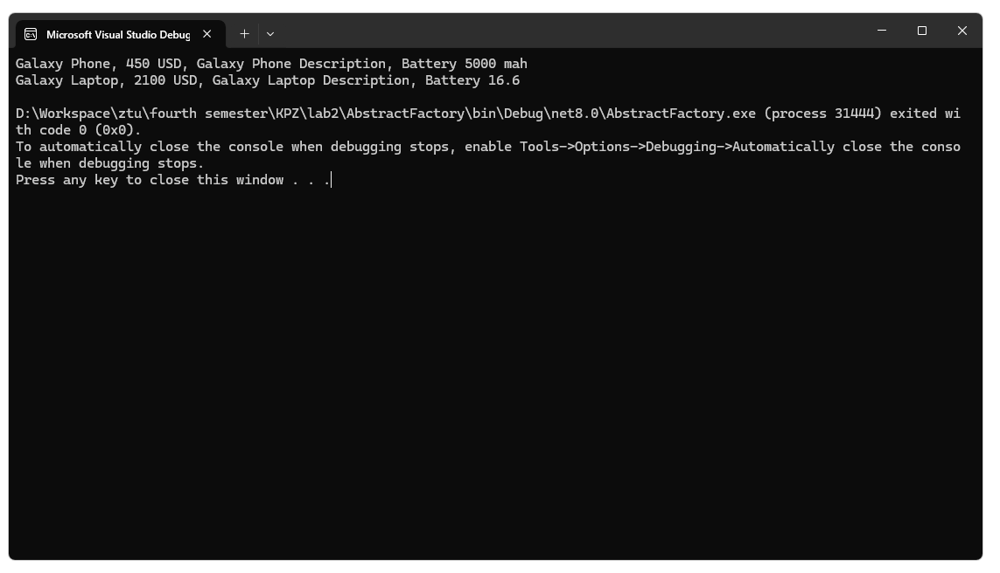 Microsoft Visual Studio Debug
Galaxy Phone, 450 USD, Galaxy Phone Description, Battery 5000 mah
Galaxy Laptop, 2100 USD, Galaxy Laptop Description, Battery 16.6
D:\Workspace\ztu\fourth semester\KPZ\lab2\AbstractFactory\bin\Debug\net8.0\AbstractFactory.exe (process 31444) exited wi
th code 0 (0x0).
To automatically close the console when debugging stops, enable Tools->Options->Debugging->Automatically close the conso
le when debugging stops.
Press any key to close this window . . .